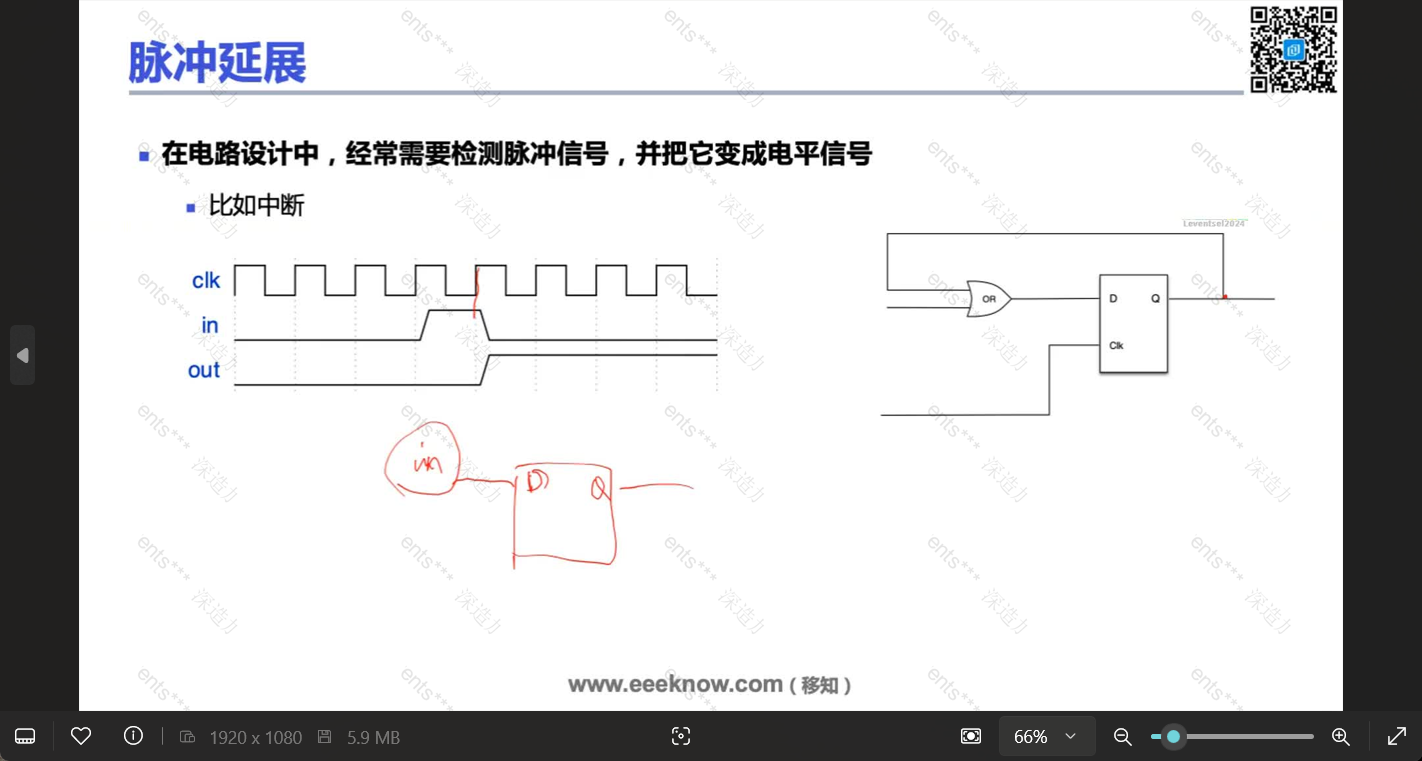 脉冲延展
在电路设计中，经常需要检测脉冲信号，并把它变成电平信号
比如中断
Leventsel2024
clk
in
out
OR
D Q
Clk
in
D Q
www.eeeknow.com（移知）
ents*** 深造ノ
1920 x 1080 5.9 MB
66%